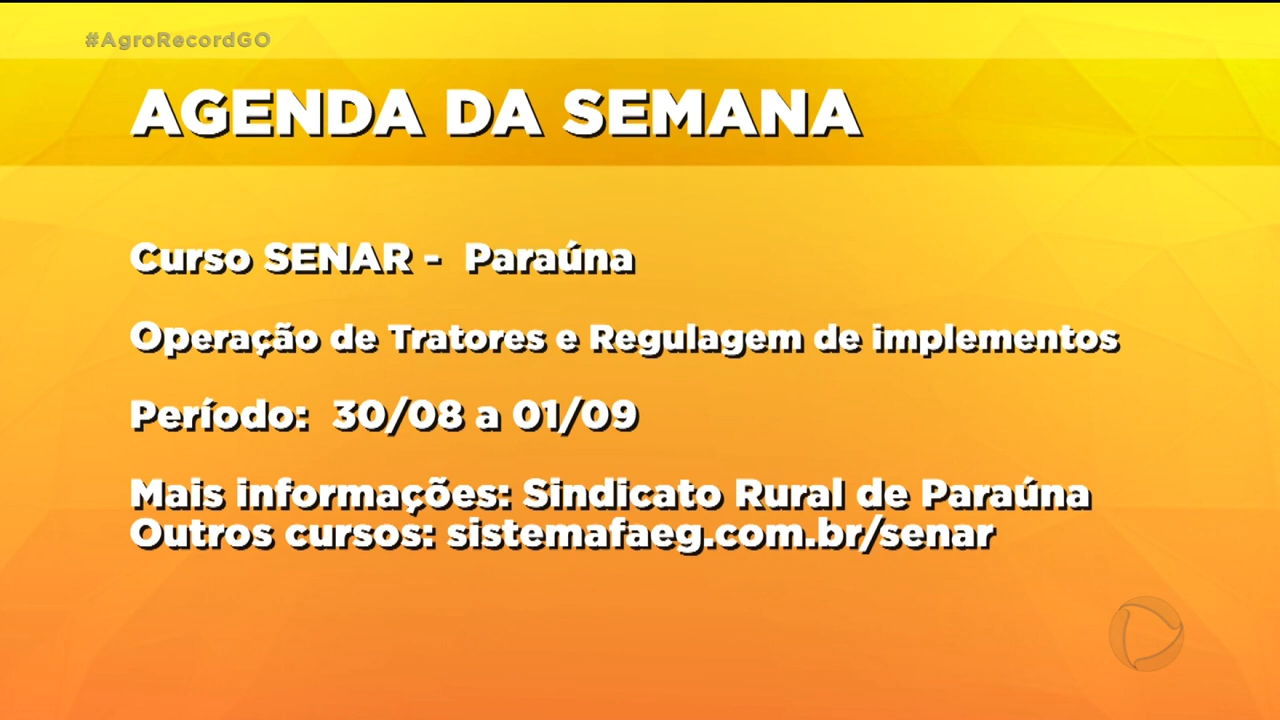 #AgroRecordGO
AGENDA DA SEMANA
Curso SENAR - Paraúna
Operação de Tratores e Regulagem de implementos
Período: 30/08 a 01/09
Mais informações: Sindicato Rural de Paraúna
Outros cursos: sistemafaeg.com.br/senar